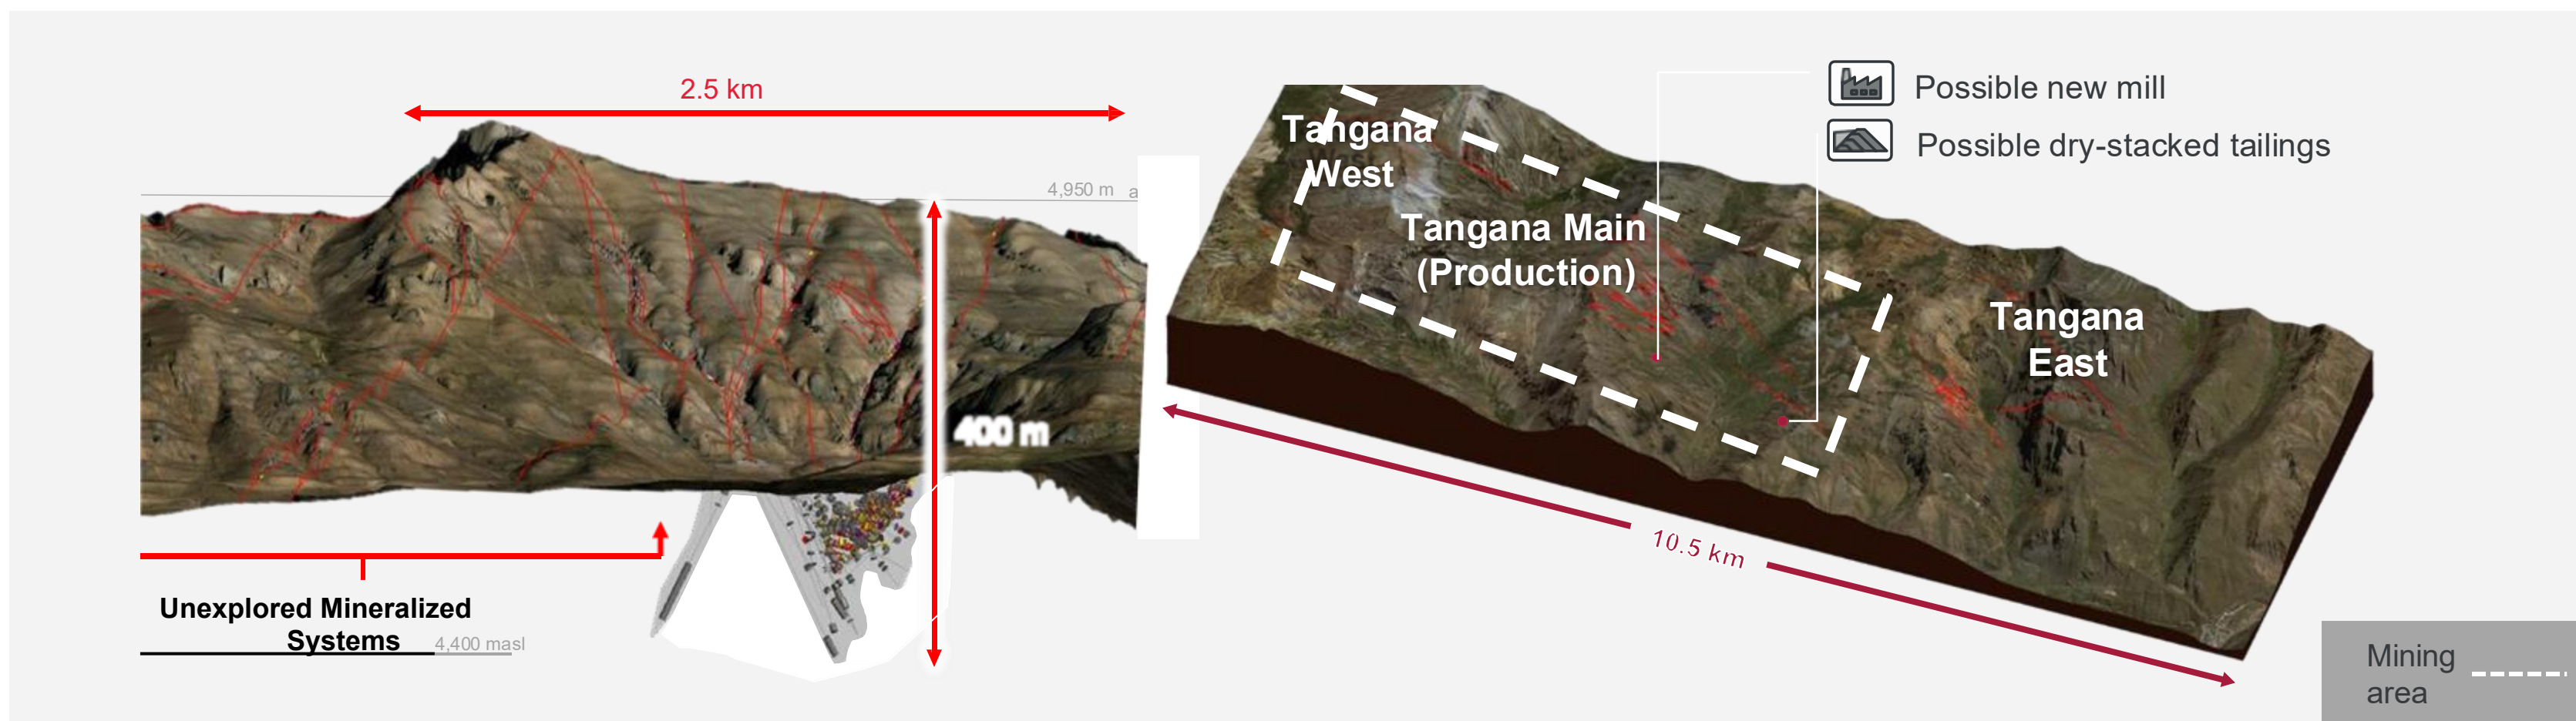 2.5 km
4,950 m a
400 m
Unexplored Mineralized
Systems
4,400 masl
Tangana
West
Tangana Main
(Production)
Tangana
East
Possible new mill
Possible dry-stacked tailings
10.5 km
Mining
area